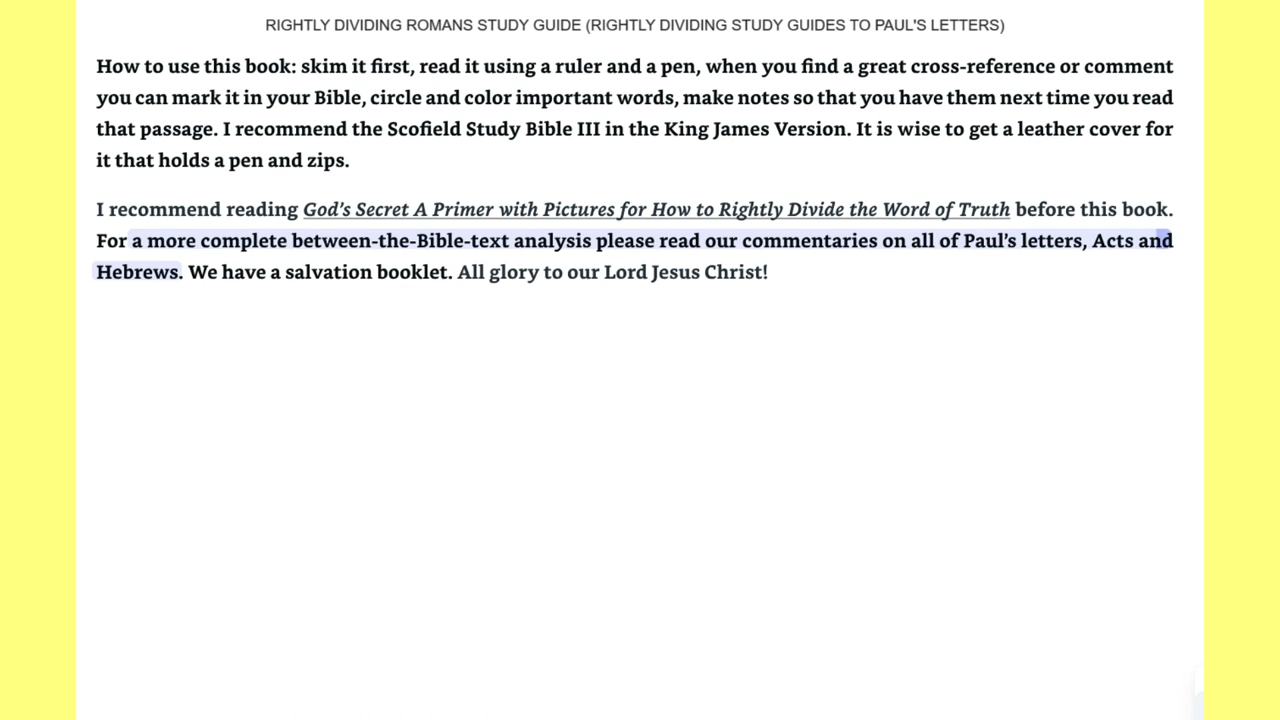 RIGHTLY DIVIDING ROMANS STUDY GUIDE (RIGHTLY DIVIDING STUDY GUIDES TO PAUL'S LETTERS)
How to use this book: skim it first, read it using a ruler and a pen, when you find a great cross-reference or comment
you can mark it in your Bible, circle and color important words, make notes so that you have them next time you read
that passage. I recommend the Scofield Study Bible III in the King James Version. It is wise to get a leather cover for
it that holds a pen and zips.
I recommend reading God’s Secret A Primer with Pictures for How to Rightly Divide the Word of Truth before this book.
For a more complete between-the-Bible-text analysis please read our commentaries on all of Paul’s letters, Acts and
Hebrews. We have a salvation booklet. All glory to our Lord Jesus Christ!